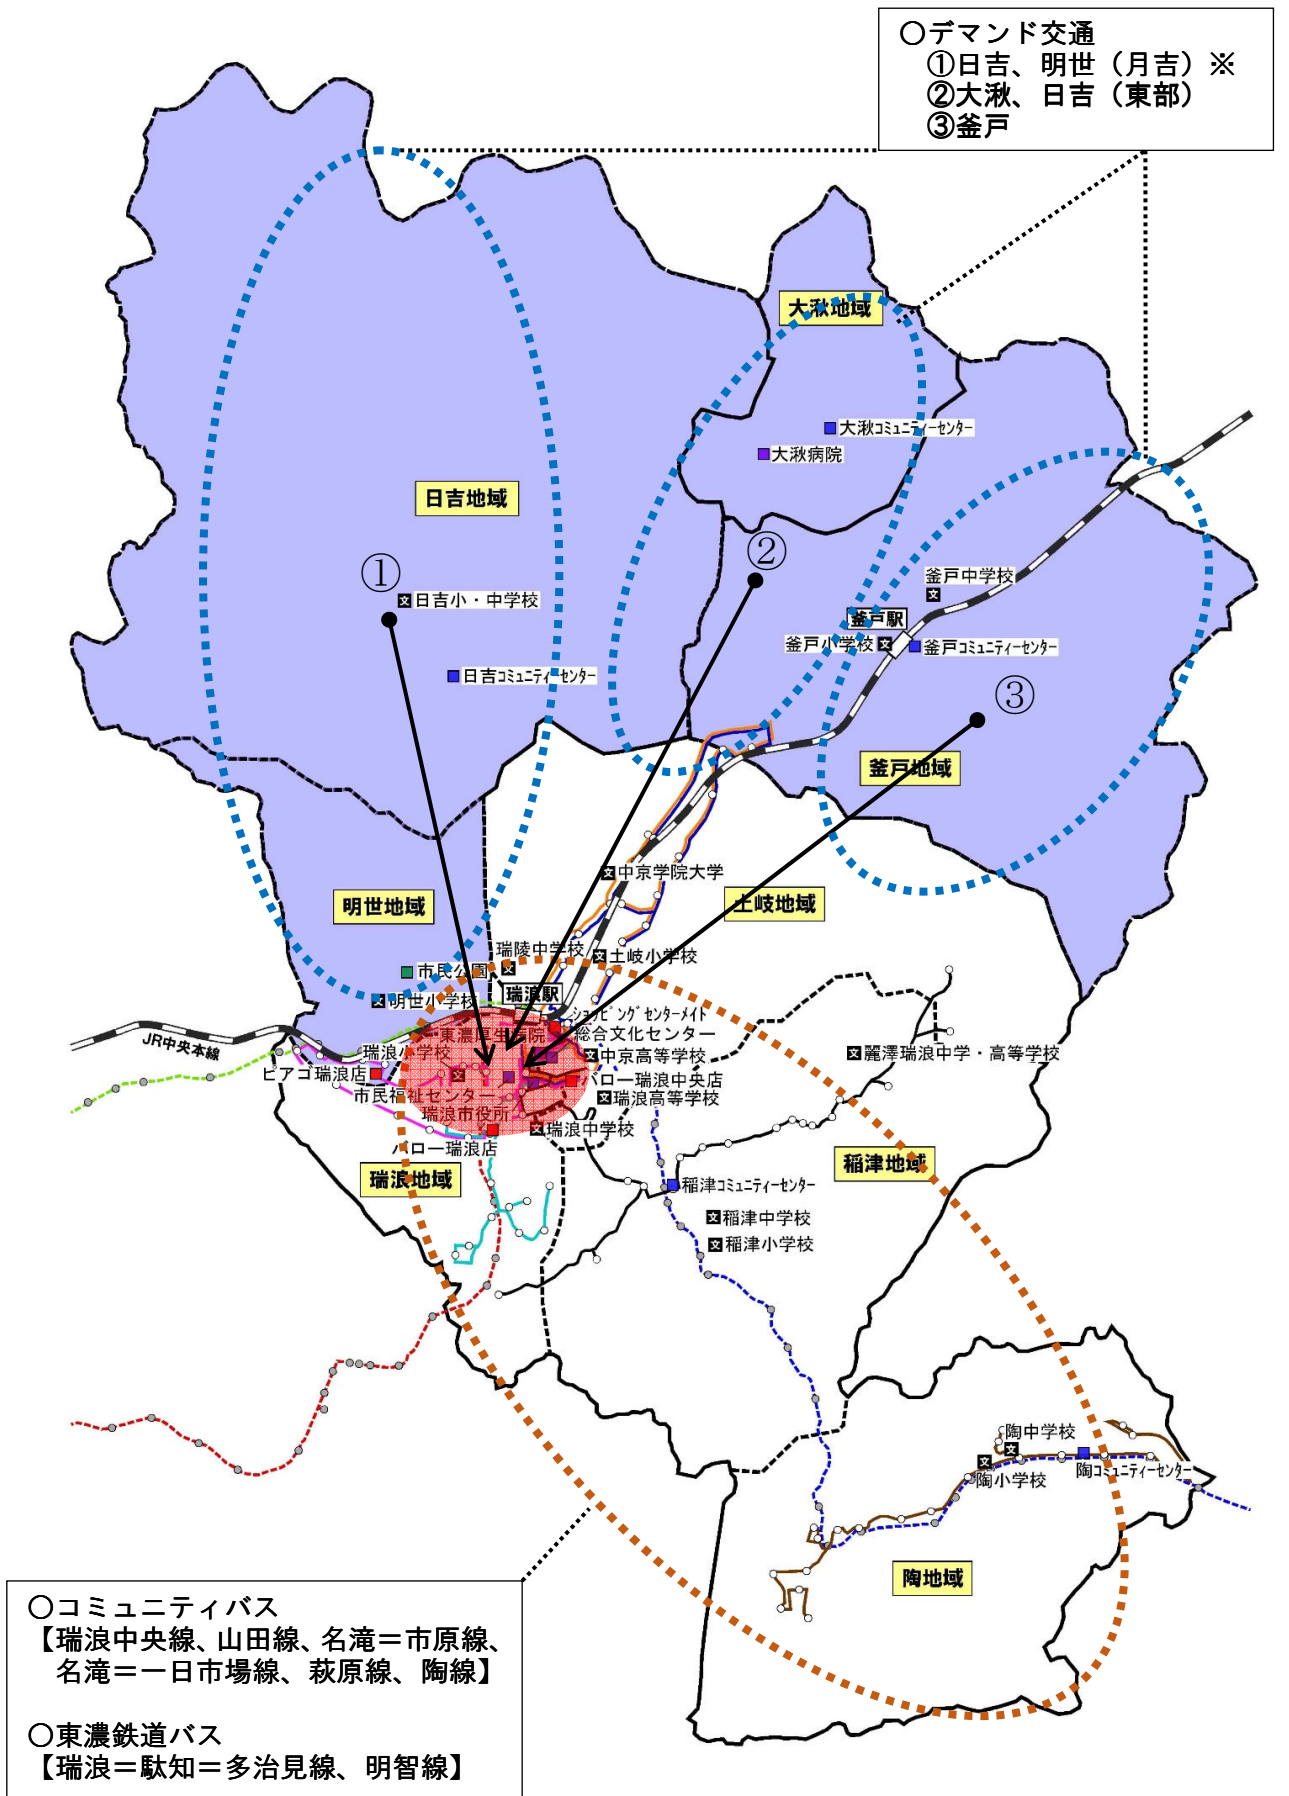 〇デマンド交通
①日吉、明世（月吉）※
②大湫、日吉（東部）
③釜戸
大湫地域
大湫ｺﾐｭﾆﾃｨｰｾﾝﾀｰ
大湫病院
日吉地域
②
①
日吉小・中学校
釜戸中学校
釜戸駅
釜戸小学校
釜戸ｺﾐｭﾆﾃｨｰｾﾝﾀｰ
日吉ｺﾐｭﾆﾃｨｰｾﾝﾀｰ
③
釜戸地域
中京学院大学
明世地域
土岐地域
瑞陵中学校
土岐小学校
市民公園
明世小学校
瑞浪駅
ｼｮｯﾋﾟﾝｸﾞｾﾝﾀｰﾒｲﾄ
東濃厚生病院
総合文化センター
JR中央本線
瑞浪小学校
中京高等学校
麗澤瑞浪中学・高等学校
ピアゴ瑞浪店
バロー瑞浪中央店
市民福祉センター
瑞浪高等学校
瑞浪市役所
瑞浪中学校
バロー瑞浪店
瑞浪地域
稲津地域
稲津ｺﾐｭﾆﾃｨｰｾﾝﾀｰ
稲津中学校
稲津小学校
陶中学校
陶小学校
陶ｺﾐｭﾆﾃｨｰｾﾝﾀｰ
陶地域
〇コミュニティバス
【瑞浪中央線、山田線、名滝＝市原線、
名滝＝一日市場線、萩原線、陶線】
〇東濃鉄道バス
【瑞浪＝駄知＝多治見線、明智線】